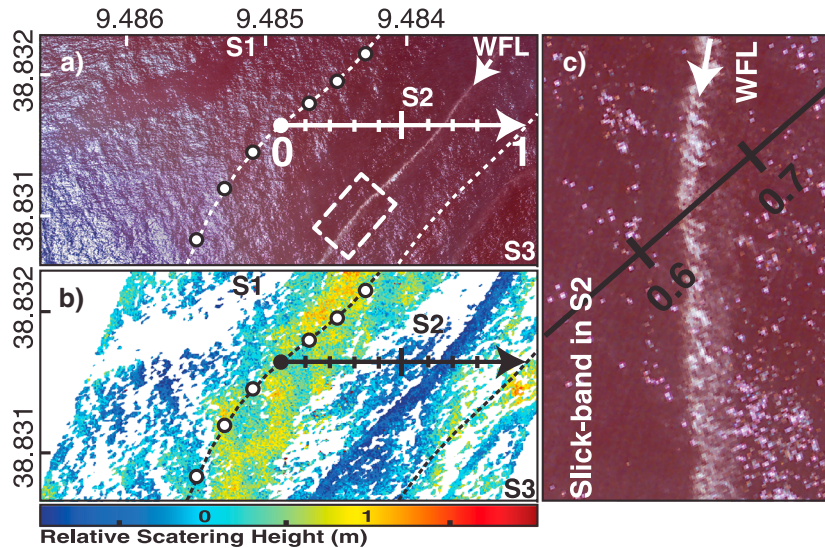 9.486 9.485 9.484
38.832
38.831
a)
S1
WFL
S2
0 1
S3
38.832
38.831
b)
S1
S2
S3
0 1
Relative Scatering Height (m)
c)
WFL
0.7
0.6
Slick-band in S2